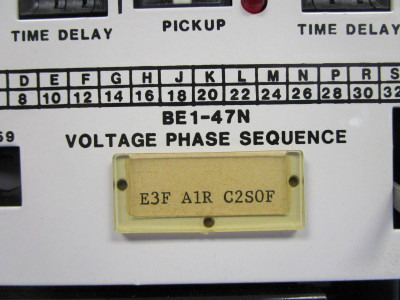 PICKUP
TIME DELAY TIME DELAY
D E F G H J K L M N P R S
8 10 12 14 16 18 20 22 24 26 28 30 32
BE1-47N
59 VOLTAGE PHASE SEQUENCE
E3F A1R C2S0F